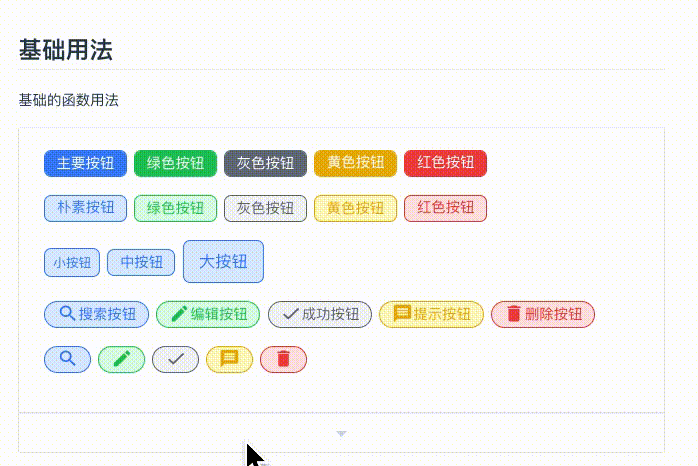 基础用法
基础的函数用法
主要按钮 绿色按钮 灰色按钮 黄色按钮 红色按钮
朴素按钮 绿色按钮 灰色按钮 黄色按钮 红色按钮
小按钮 中按钮 大按钮
搜索按钮 编辑按钮 成功按钮 提示按钮 删除按钮